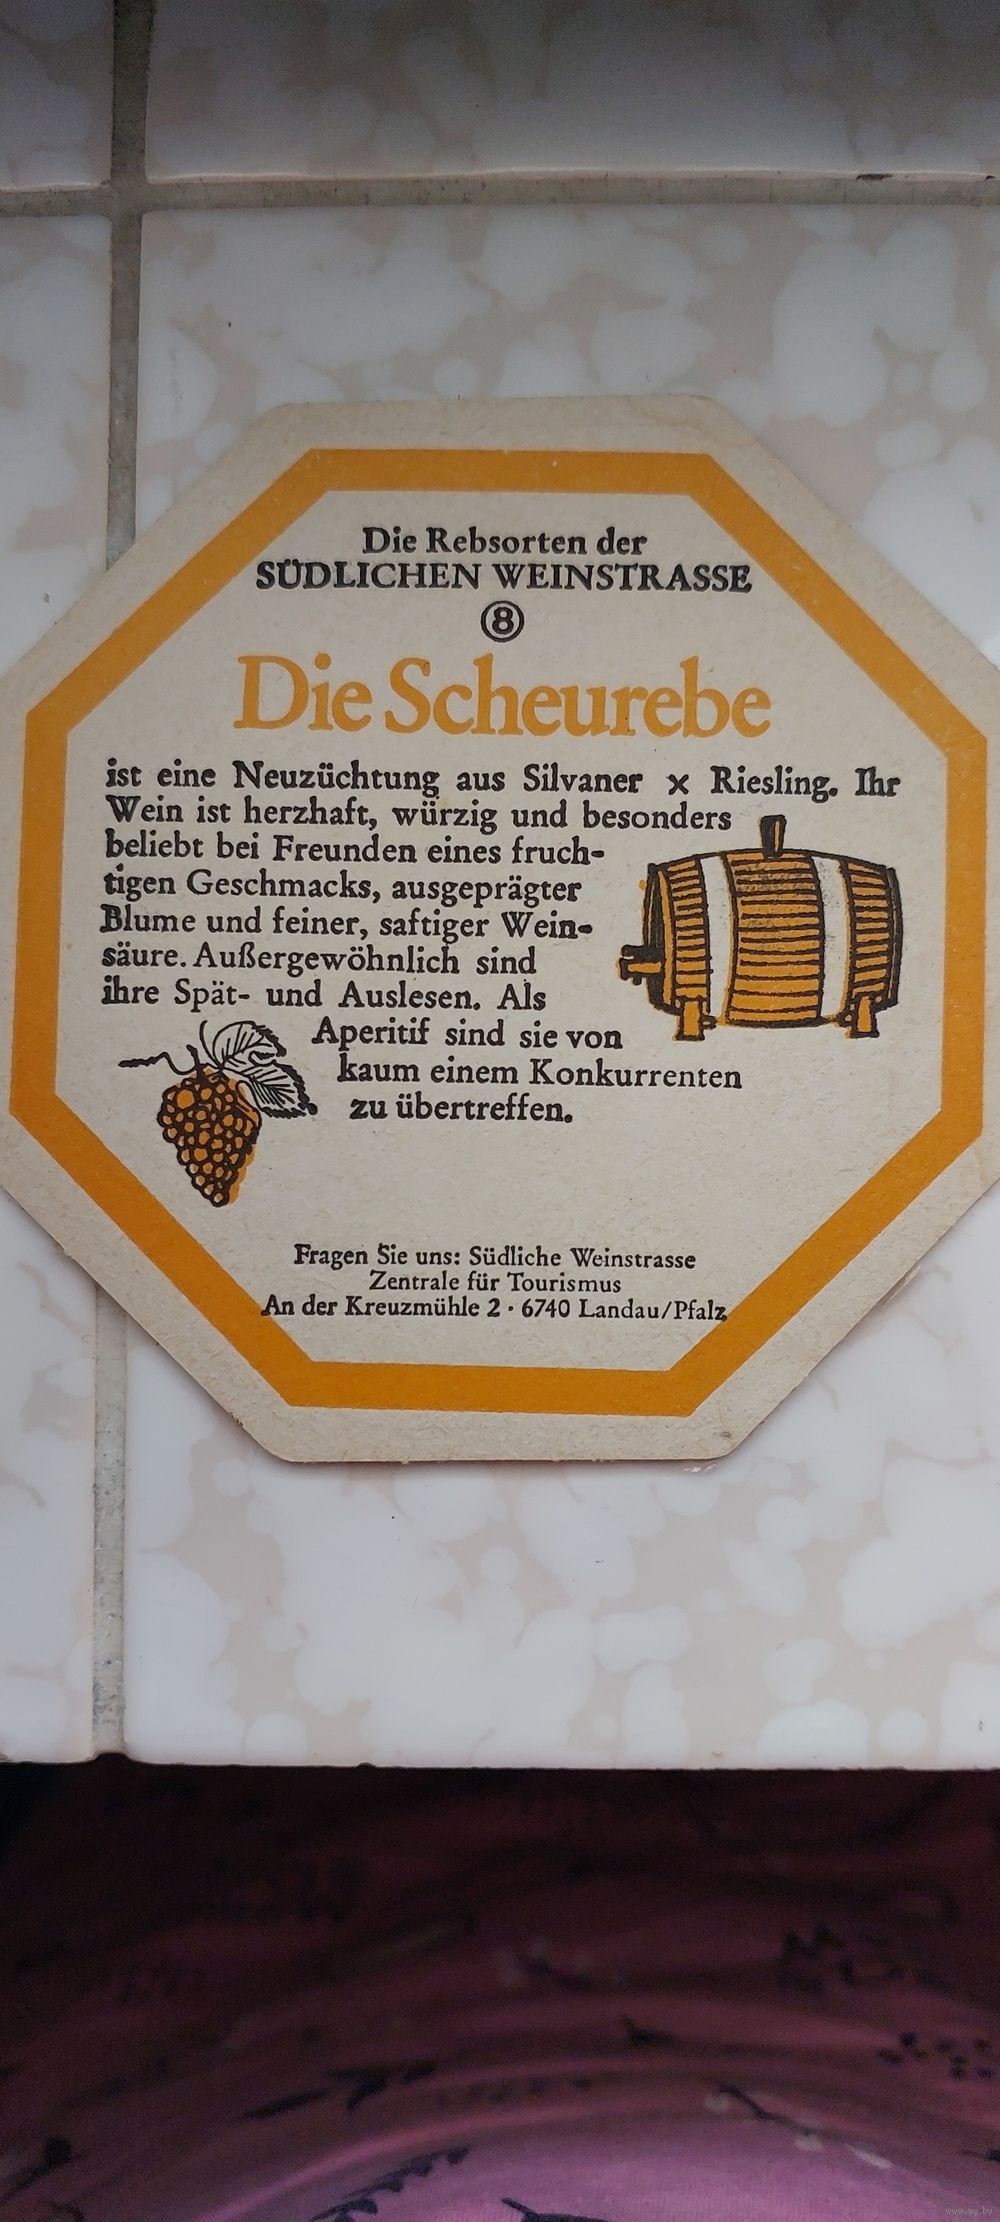 Die Rebsorten der
SÜDLICHEN WEINSTRASSE
8
Die Scheurebe
ist eine Neuzüchtung aus Silvaner x Riesling. Ihr
Wein ist herzhaft, würzig und besonders
beliebt bei Freunden eines fruch-
tigen Geschmacks, ausgeprägter
Blume und feiner, saftiger Wein-
säure. Außergewöhnlich sind
ihre Spät- und Auslesen. Als
Aperitif sind sie von
kaum einem Konkurrenten
zu übertreffen.
Fragen Sie uns: Südliche Weinstrasse
Zentrale für Tourismus
An der Kreuzmühle 2 · 6740 Landau/Pfalz
www.ay.by